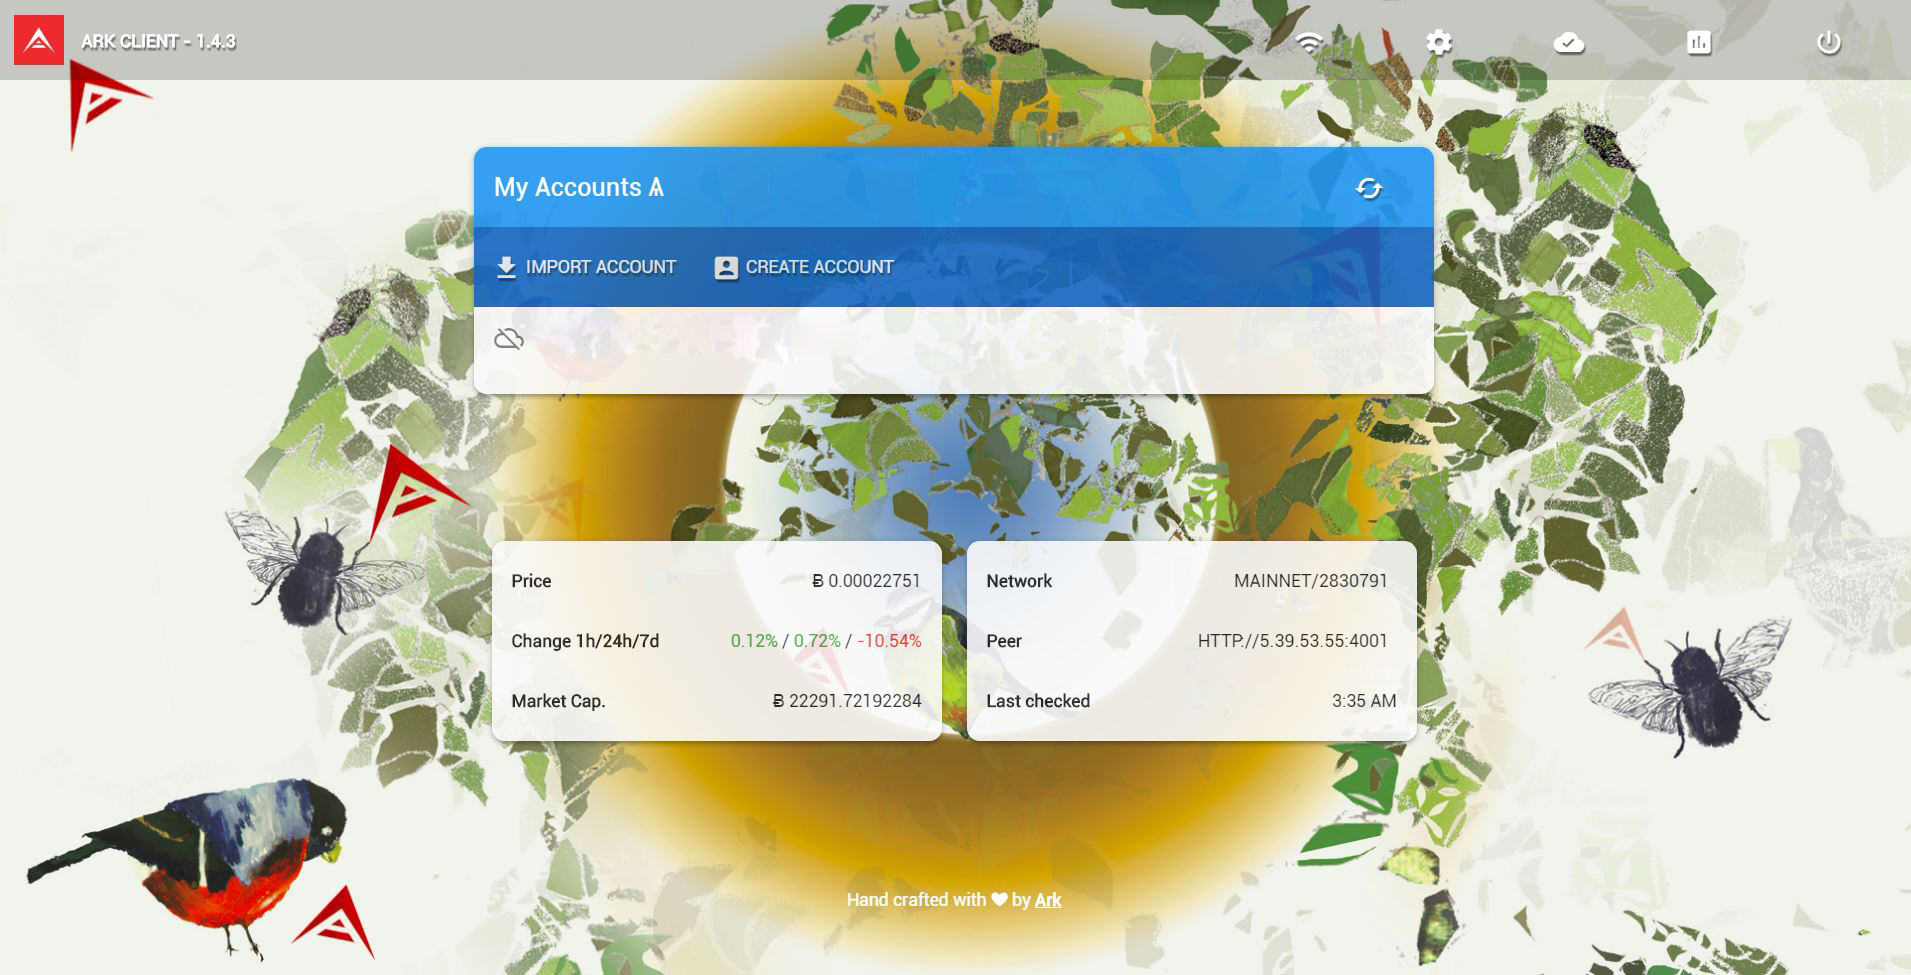 ARK CLIENT - 1.4.3
My Accounts Ѧ
IMPORT ACCOUNT CREATE ACCOUNT
Price Ƀ 0.00022751
Change 1h/24h/7d 0.12% / 0.72% / -10.54%
Market Cap. Ƀ 22291.72192284
Network MAINNET/2830791
Peer HTTP://5.39.53.55:4001
Last checked 3:35 AM
Hand crafted with ♥ by Ark